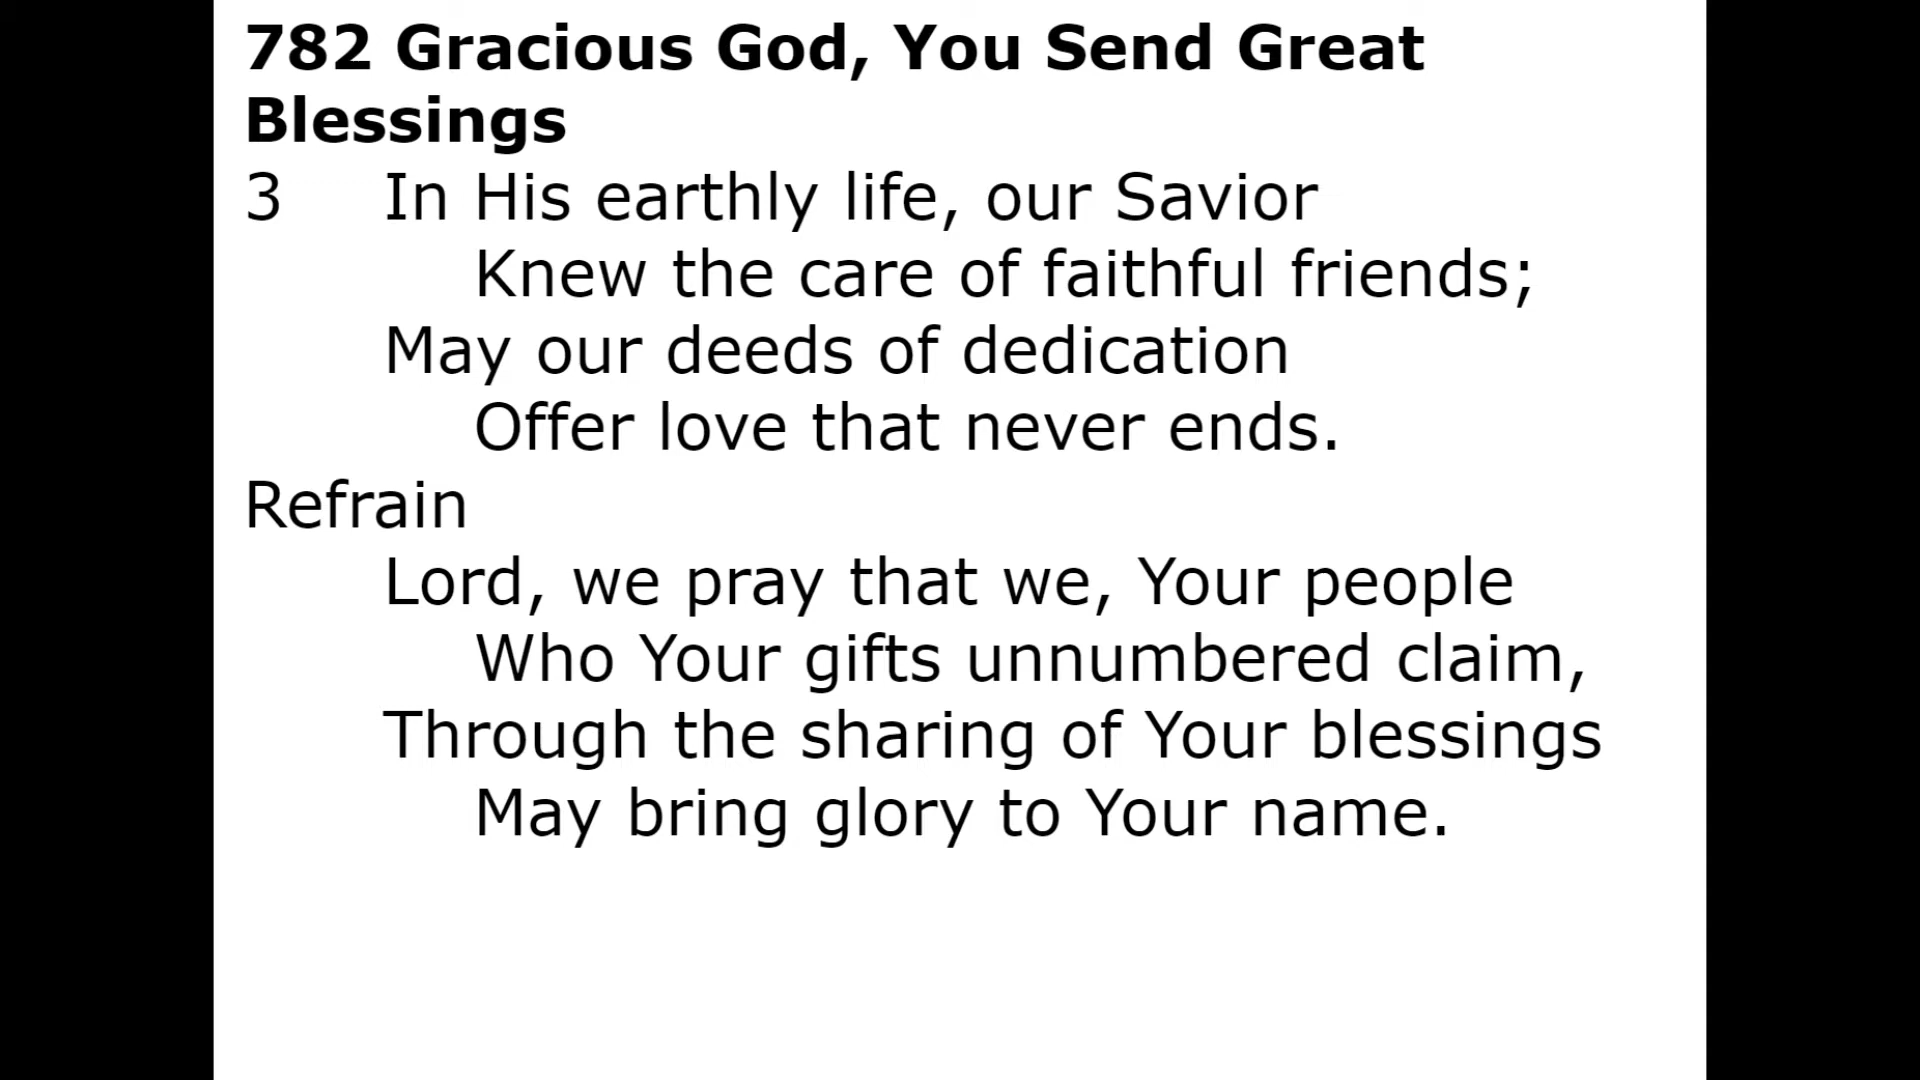 782 Gracious God, You Send Great
Blessings
3 In His earthly life, our Savior
Knew the care of faithful friends;
May our deeds of dedication
Offer love that never ends.
Refrain
Lord, we pray that we, Your people
Who Your gifts unnumbered claim,
Through the sharing of Your blessings
May bring glory to Your name.